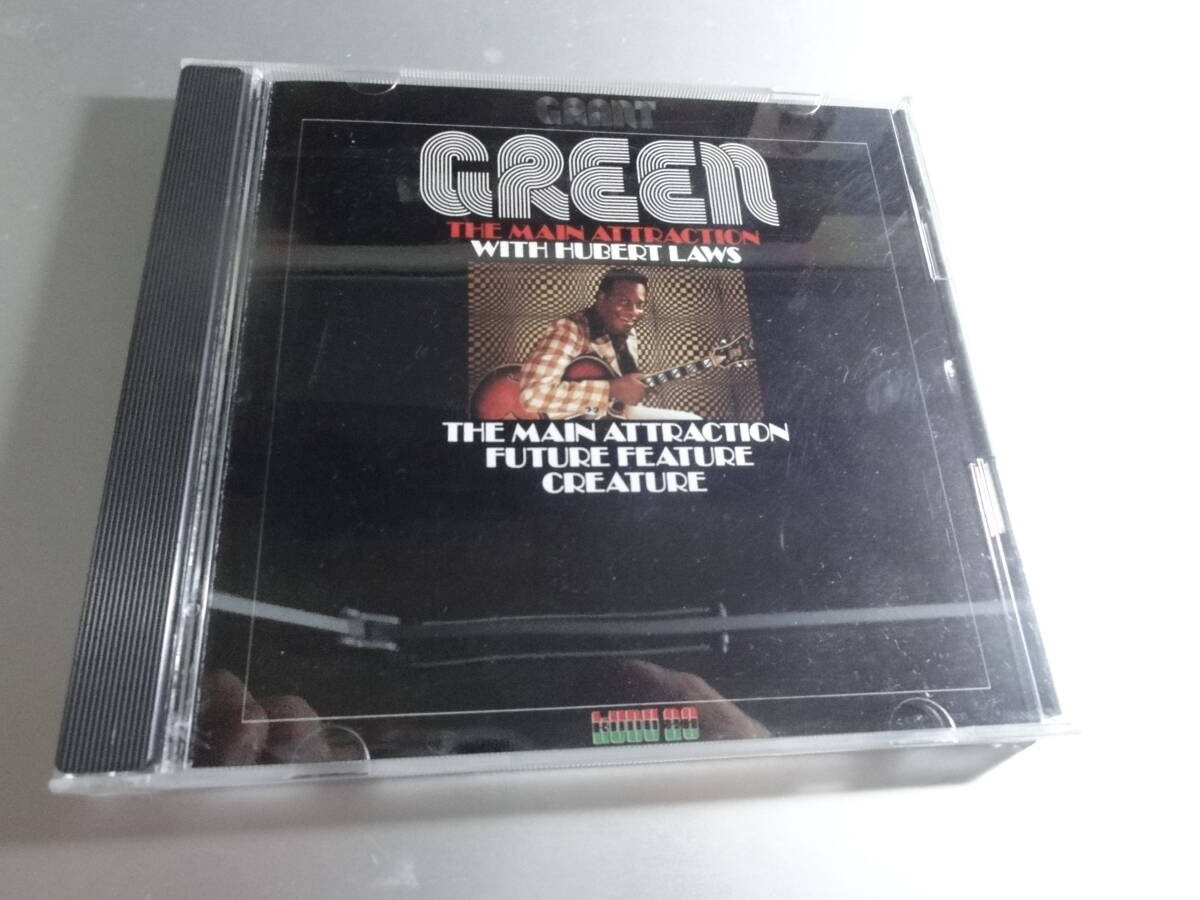 GRANT
GREEN
THE MAIN ATTRACTION
WITH HUBERT LAWS
THE MAIN ATTRACTION
FUTURE FEATURE
CREATURE
KUDU 29